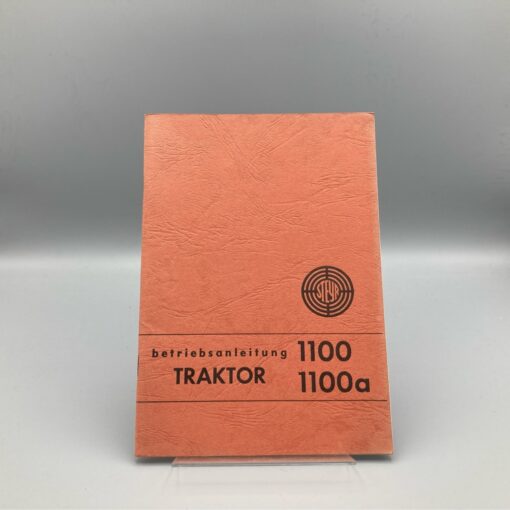 STEYR
betriebsanleitung 1100
TRAKTOR 1100a